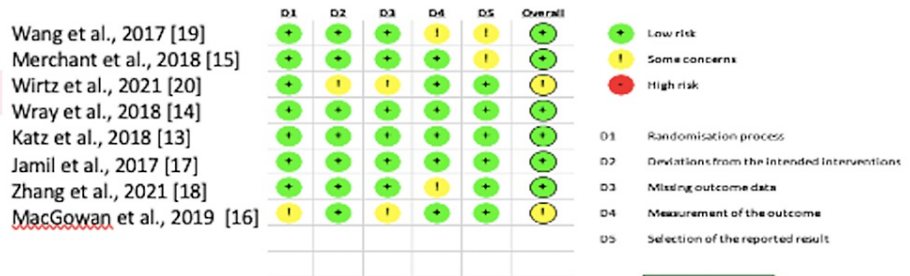 D1 D2 D3 D4 D5 Overall
Wang et al., 2017 [19] + + + ! ! +
Merchant et al., 2018 [15] + + + + ! +
Wirtz et al., 2021 [20] + ! ! + + !
Wray et al., 2018 [14] + + + + + +
Katz et al., 2018 [13] + + + + + +
Jamil et al., 2017 [17] + + + + + +
Zhang et al., 2021 [18] + + + ! + +
MacGowan et al., 2019 [16] ! + ! + + !
+ Low risk
! Some concerns
High risk
D1 Randomisation process
D2 Deviations from the intended interventions
D3 Missing outcome data
D4 Measurement of the outcome
D5 Selection of the reported result